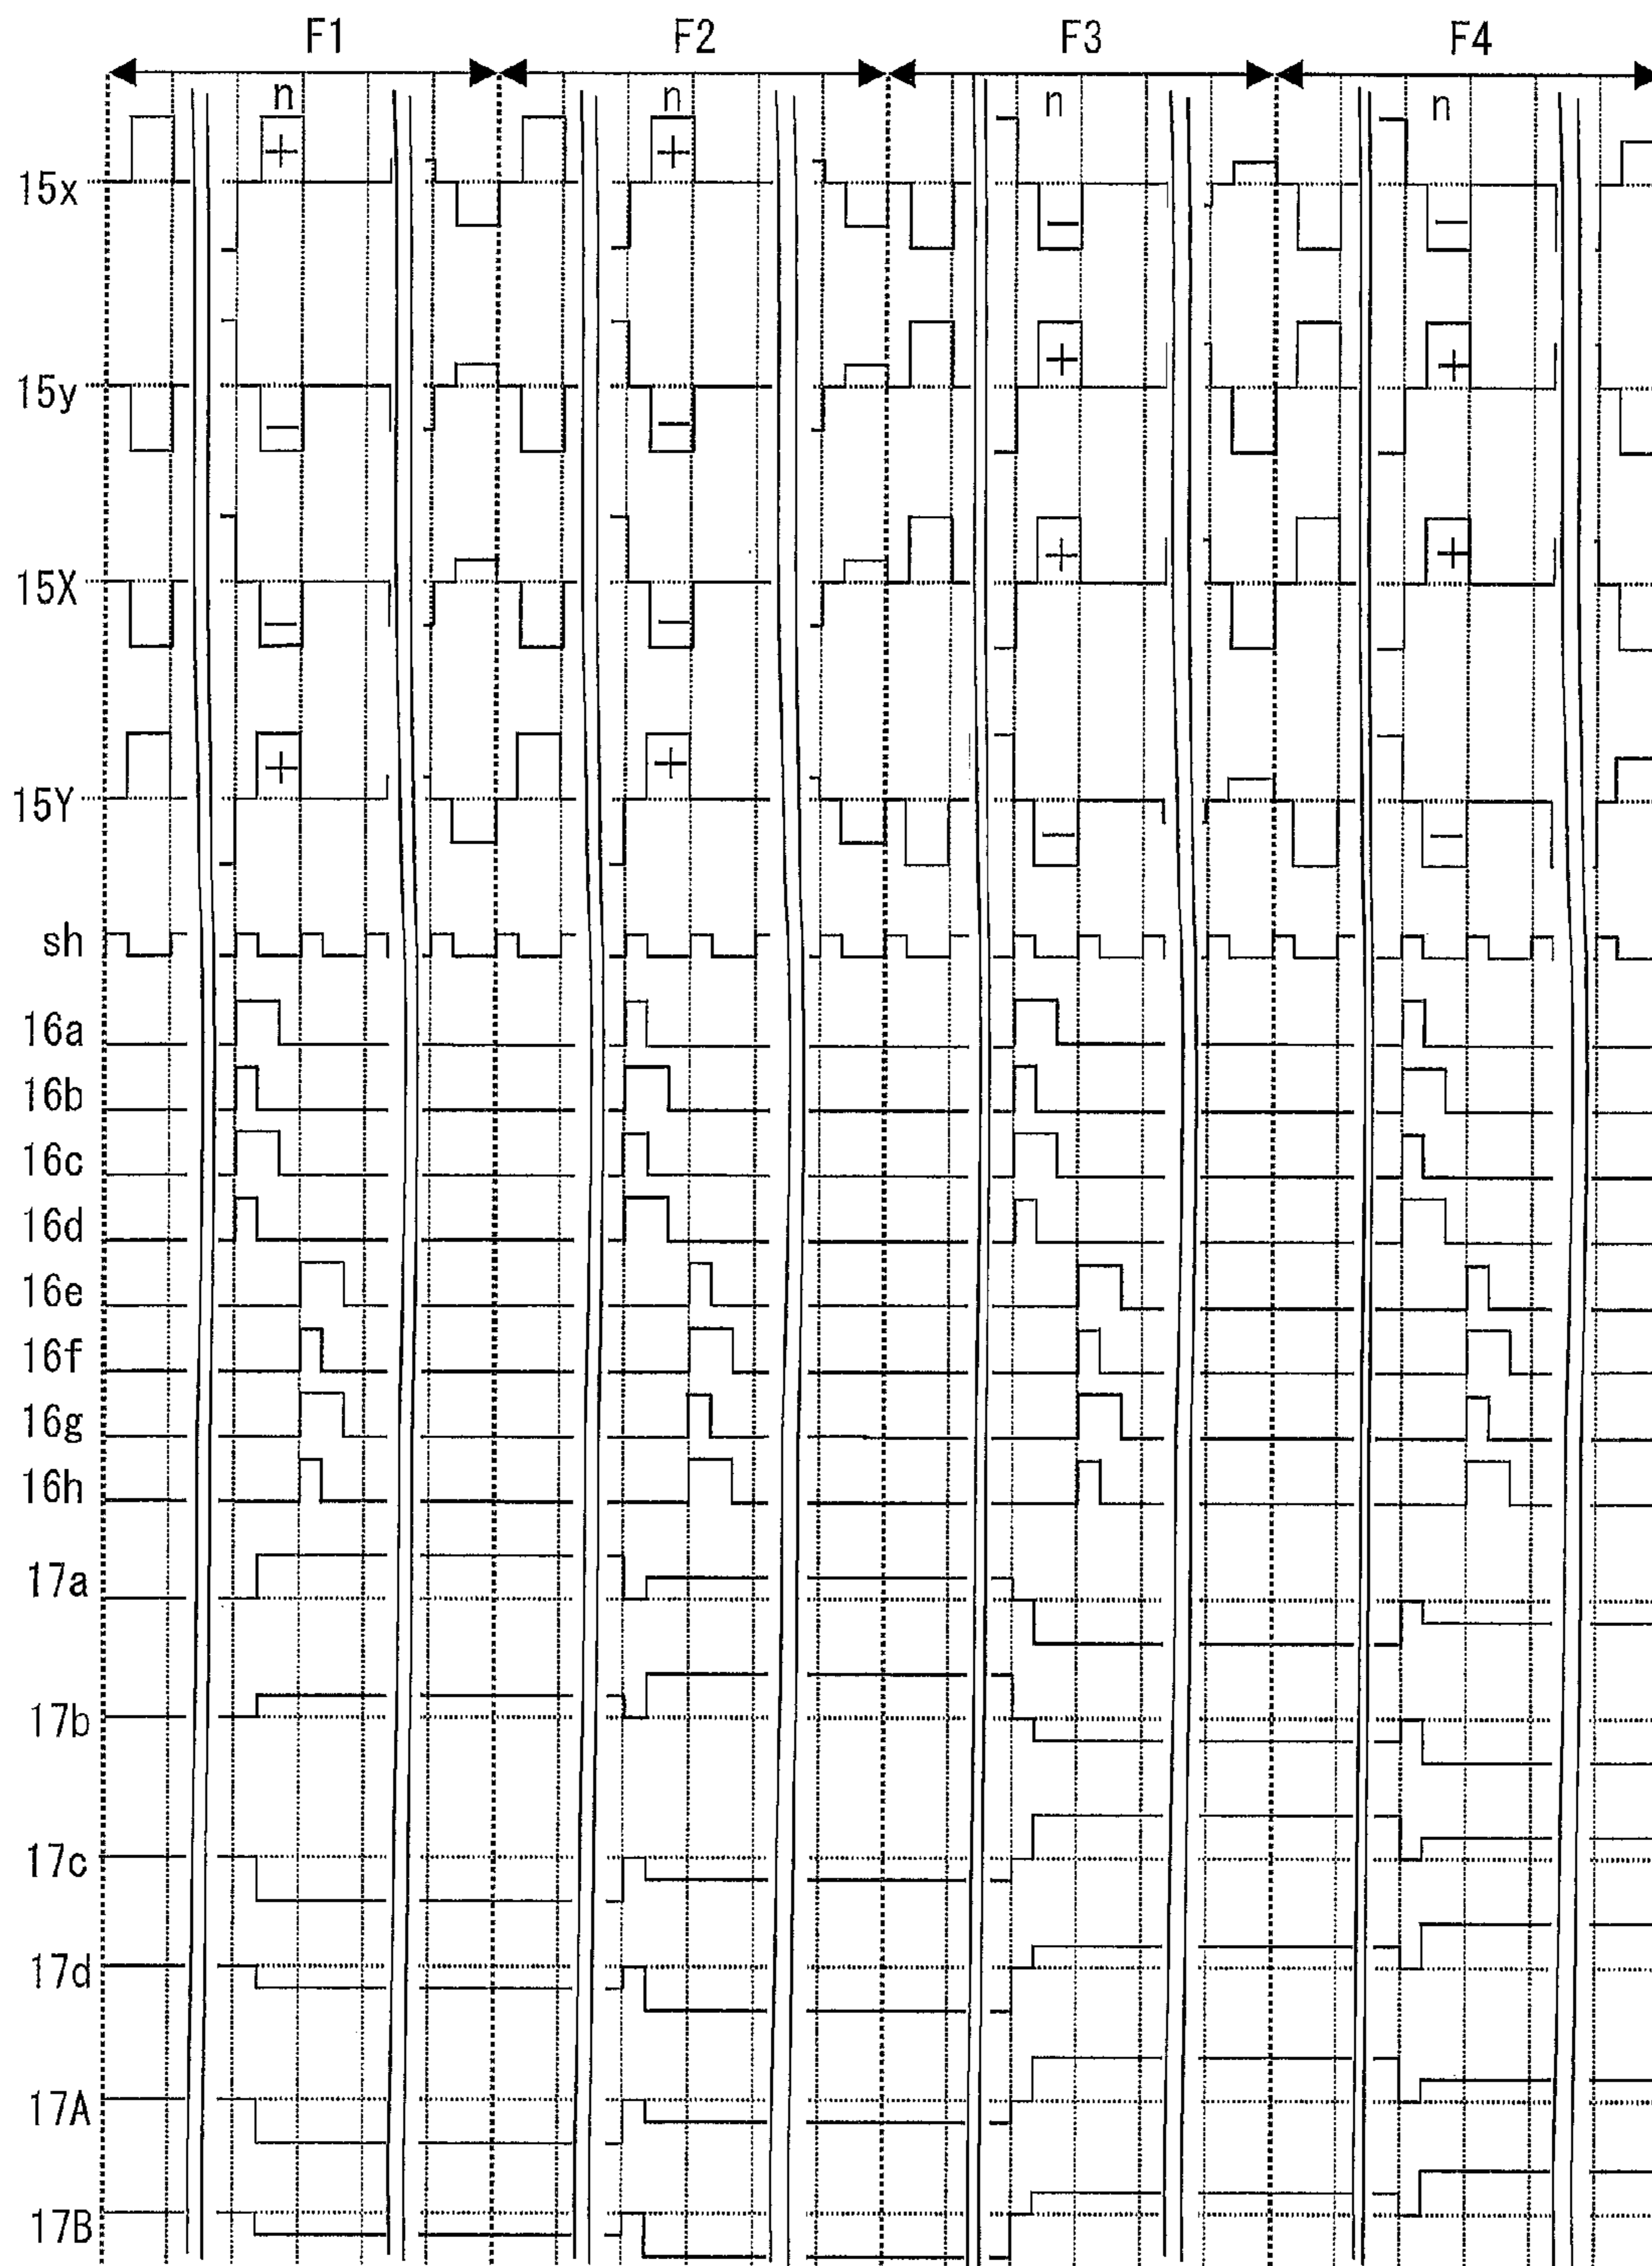 F1 F2 F3 F4
n n n n
15x + + − −
15y − − + +
15X − − + +
15Y + + − −
sh
16a
16b
16c
16d
16e
16f
16g
16h
17a
17b
17c
17d
17A
17B